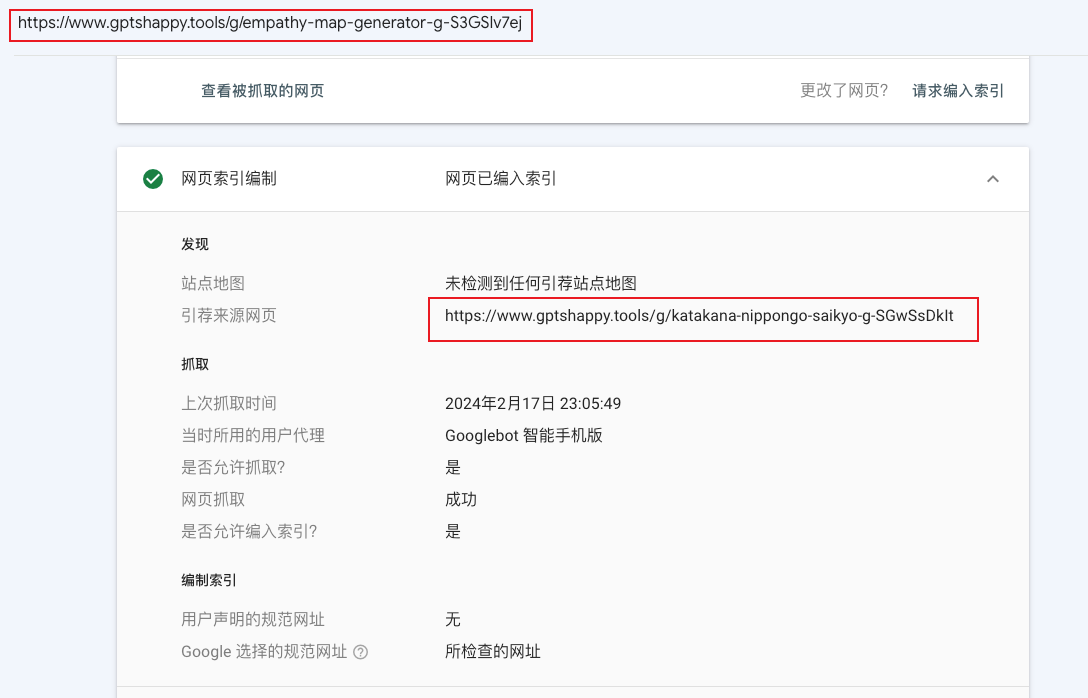 https://www.gptshappy.tools/g/empathy-map-generator-g-S3GSlv7ej
查看被抓取的网页 更改了网页? 请求编入索引
网页索引编制 网页已编入索引
发现
站点地图 未检测到任何引荐站点地图
引荐来源网页 https://www.gptshappy.tools/g/katakana-nippongo-saikyo-g-SGwSsDkIt
抓取
上次抓取时间 2024年2月17日 23:05:49
当时所用的用户代理 Googlebot 智能手机版
是否允许抓取? 是
网页抓取 成功
是否允许编入索引? 是
编制索引
用户声明的规范网址 无
Google 选择的规范网址 所检查的网址